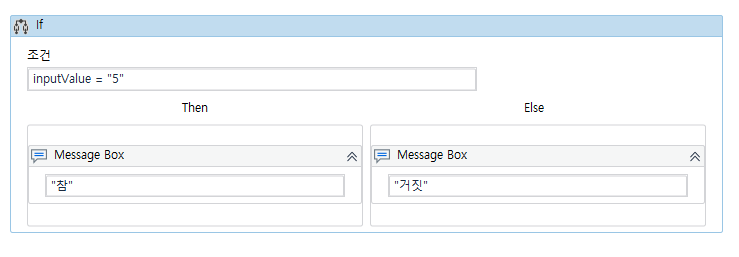 If
조건
inputValue = "5"
Then
Else
Message Box
Message Box
"참"
"거짓"